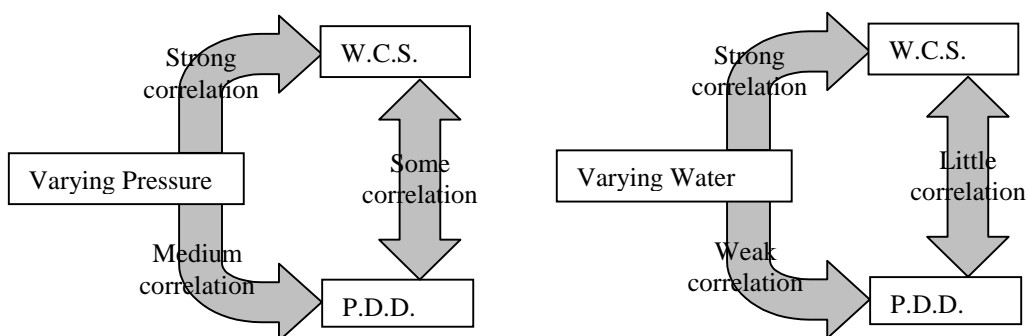 Strong
correlation
W.C.S.
Varying Pressure
Some
correlation
Medium
correlation
P.D.D.
Strong
correlation
W.C.S.
Varying Water
Little
correlation
Weak
correlation
P.D.D.